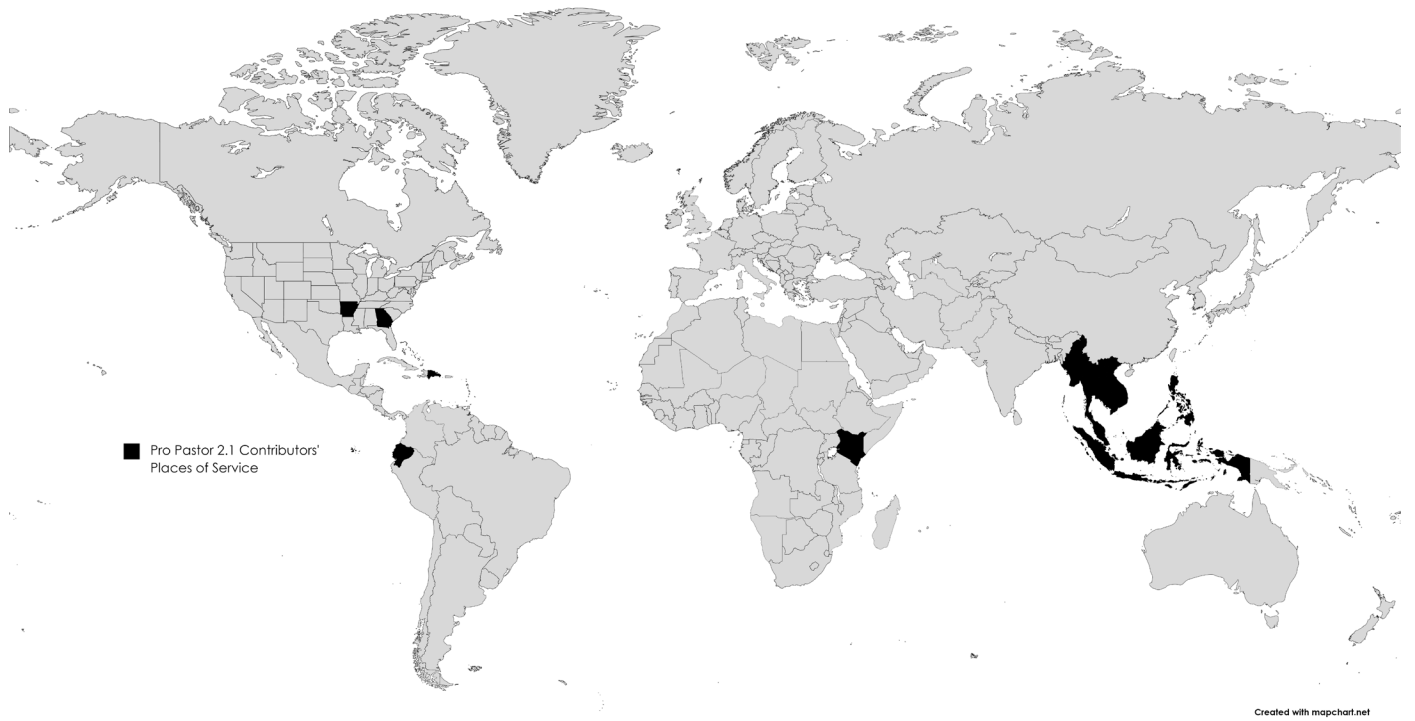 Pro Pastor 2.1 Contributors'
Places of Service
Created with mapchart.net